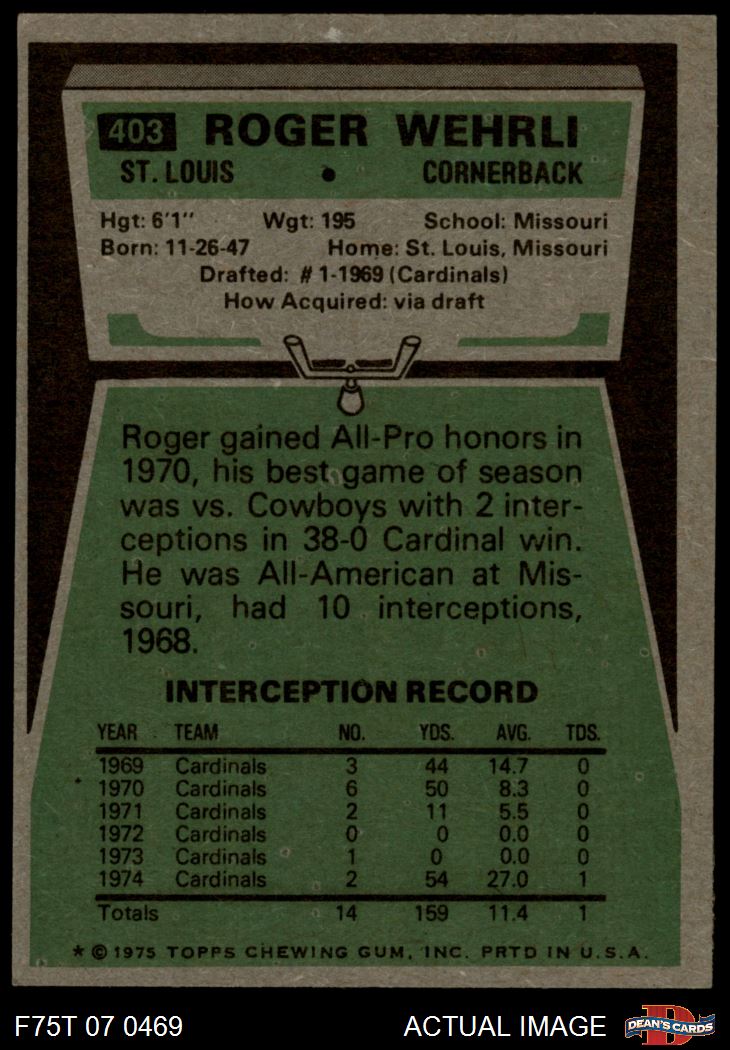 403 ROGER WEHRLI
ST. LOUIS • CORNERBACK
Hgt: 6'1" Wgt: 195 School: Missouri
Born: 11-26-47 Home: St. Louis, Missouri
Drafted: #1-1969 (Cardinals)
How Acquired: via draft
Roger gained All-Pro honors in
1970, his best game of season
was vs. Cowboys with 2 inter-
ceptions in 38-0 Cardinal win.
He was All-American at Mis-
souri, had 10 interceptions,
1968.
INTERCEPTION RECORD
YEAR TEAM NO. YDS. AVG. TDS.
1969 Cardinals 3 44 14.7 0
1970 Cardinals 6 50 8.3 0
1971 Cardinals 2 11 5.5 0
1972 Cardinals 0 0 0.0 0
1973 Cardinals 1 0 0.0 0
1974 Cardinals 2 54 27.0 1
Totals 14 159 11.4 1
* © 1975 TOPPS CHEWING GUM, INC. PRTD IN U.S.A.
F75T 07 0469 ACTUAL IMAGE D DEAN'S CARDS